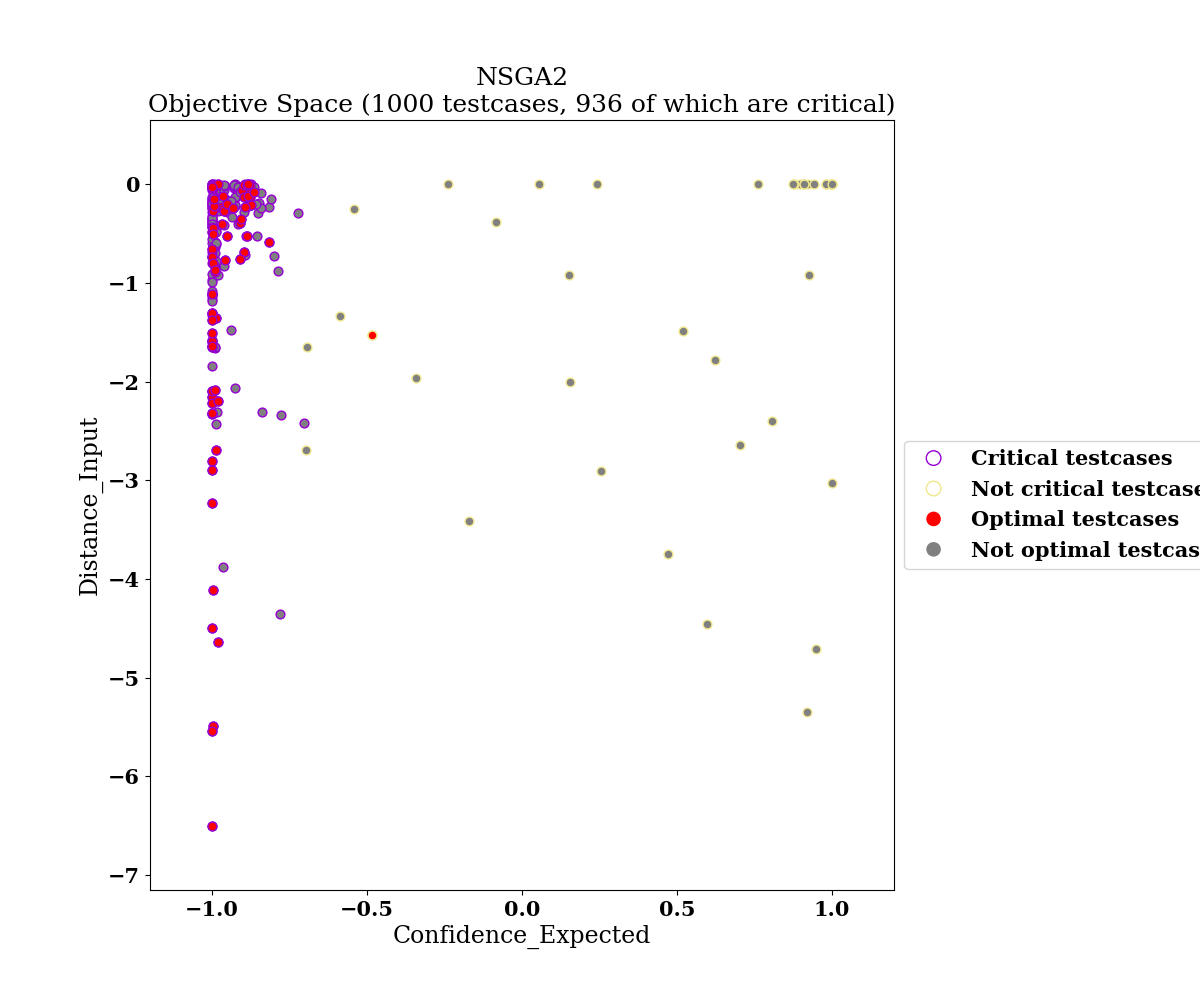 NSGA2
Objective Space (1000 testcases, 936 of which are critical)
0
−1
−2
−3
−4
−5
−6
−7
Distance_Input
−1.0
−0.5
0.0
0.5
1.0
Confidence_Expected
Critical testcases
Not critical testcase
Optimal testcases
Not optimal testcas